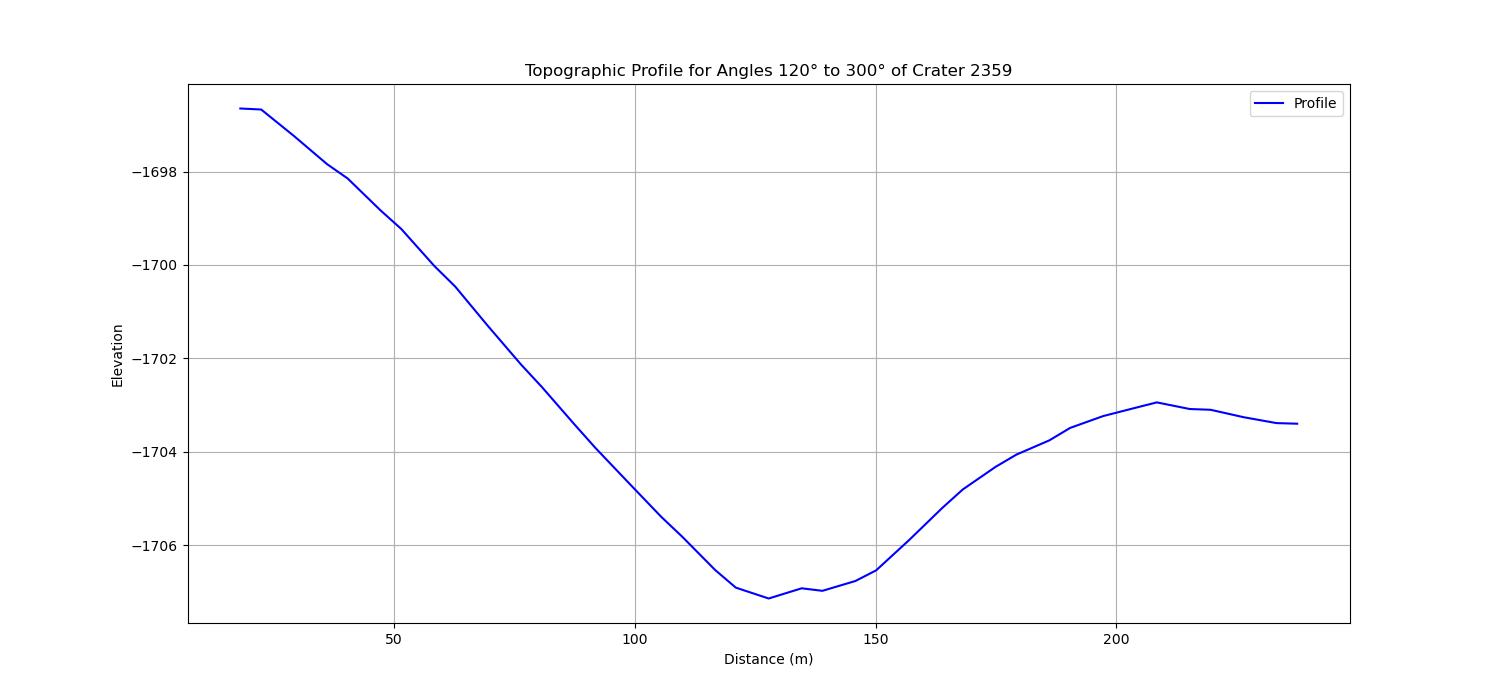 Topographic Profile for Angles 120° to 300° of Crater 2359
Profile
−1698
−1700
−1702
−1704
−1706
Elevation
50
100
150
200
Distance (m)